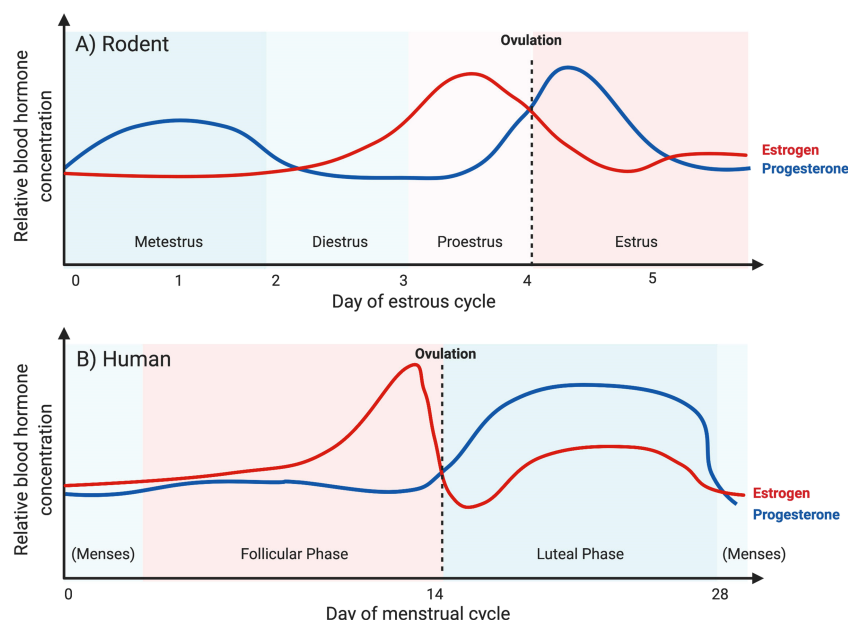 A) Rodent
Ovulation
Relative blood hormone
concentration
Estrogen
Progesterone
Metestrus
Diestrus
Proestrus
Estrus
0 1 2 3 4 5
Day of estrous cycle
B) Human
Ovulation
Relative blood hormone
concentration
Estrogen
Progesterone
(Menses)
Follicular Phase
Luteal Phase
(Menses)
0 14 28
Day of menstrual cycle